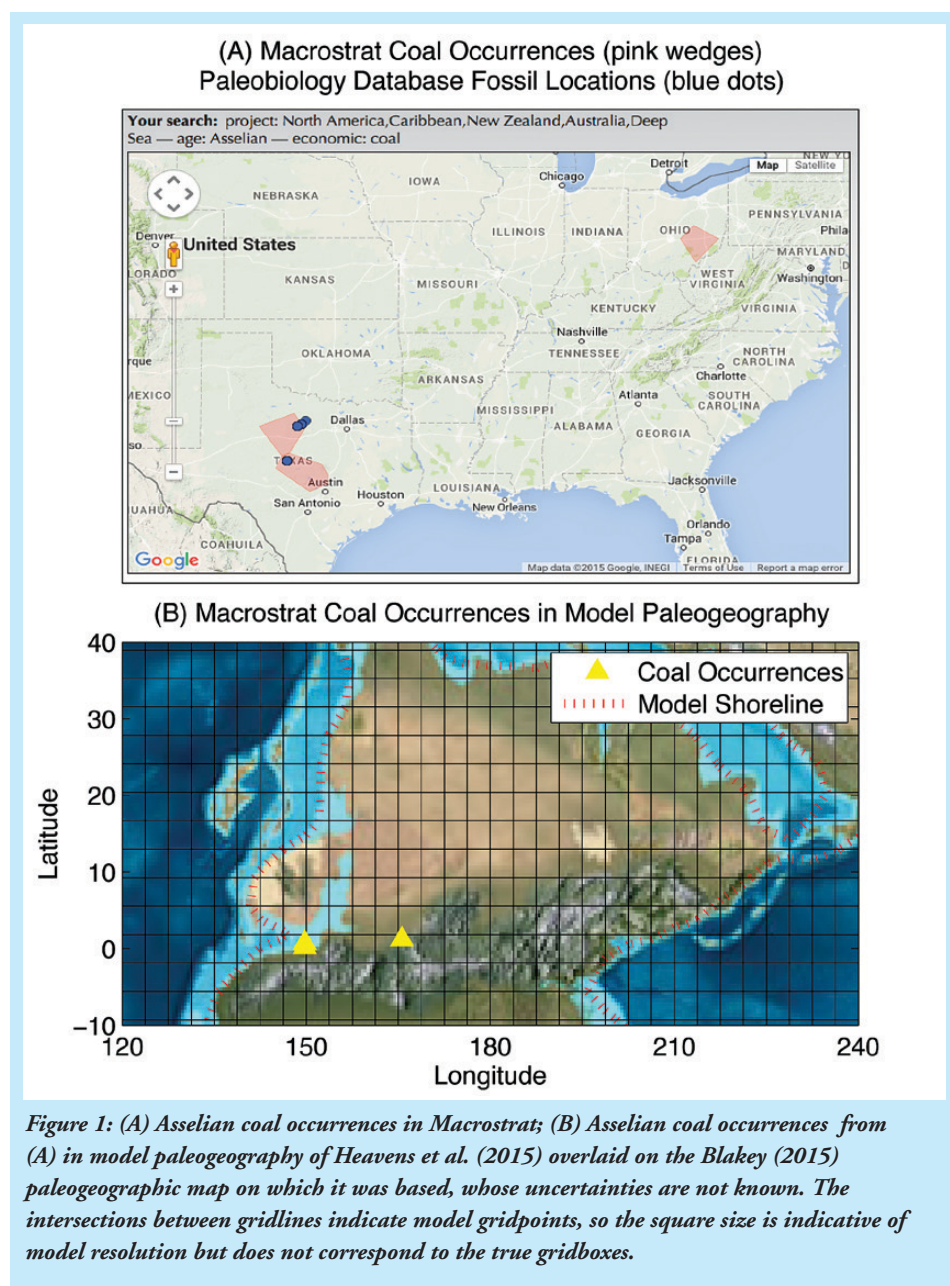 (A) Macrostrat Coal Occurrences (pink wedges)
Paleobiology Database Fossil Locations (blue dots)
Your search: project: North America,Caribbean,New Zealand,Australia,Deep
Sea — age: Asselian — economic: coal
NEW YO
Detroit
Map Satellite
Chicago
IOWA
NEBRASKA
PENNSYLVANIA
ILLINOIS INDIANA OHIO
Phila
Denver
United States
MARYLAND
D
LORADO
WEST
VIRGINIA
Washington
KANSAS
MISSOURI
KENTUCKY
VIRGINIA
Nashville
rque
OKLAHOMA
TENNESSEE
NORTH
CAROLINA
Charlotte
ARKANSAS
MEXICO
Atlanta
SOUTH
CAROLINA
MISSISSIPPI
Dallas
ALABAMA
GEORGIA
so
TEXAS
Austin
LOUISIANA
Jacksonville
San Antonio
Houston
New Orleans
UAHUA
Orlando
Tampa
COAHUILA
FLORIDA
Google
Map data ©2015 Google, INEGI Terms of Use Report a map error
(B) Macrostrat Coal Occurrences in Model Paleogeography
40
Coal Occurrences
Model Shoreline
30
20
10
0
−10
Latitude
120 150 180 210 240
Longitude
Figure 1: (A) Asselian coal occurrences in Macrostrat; (B) Asselian coal occurrences from
(A) in model paleogeography of Heavens et al. (2015) overlaid on the Blakey (2015)
paleogeographic map on which it was based, whose uncertainties are not known. The
intersections between gridlines indicate model gridpoints, so the square size is indicative of
model resolution but does not correspond to the true gridboxes.